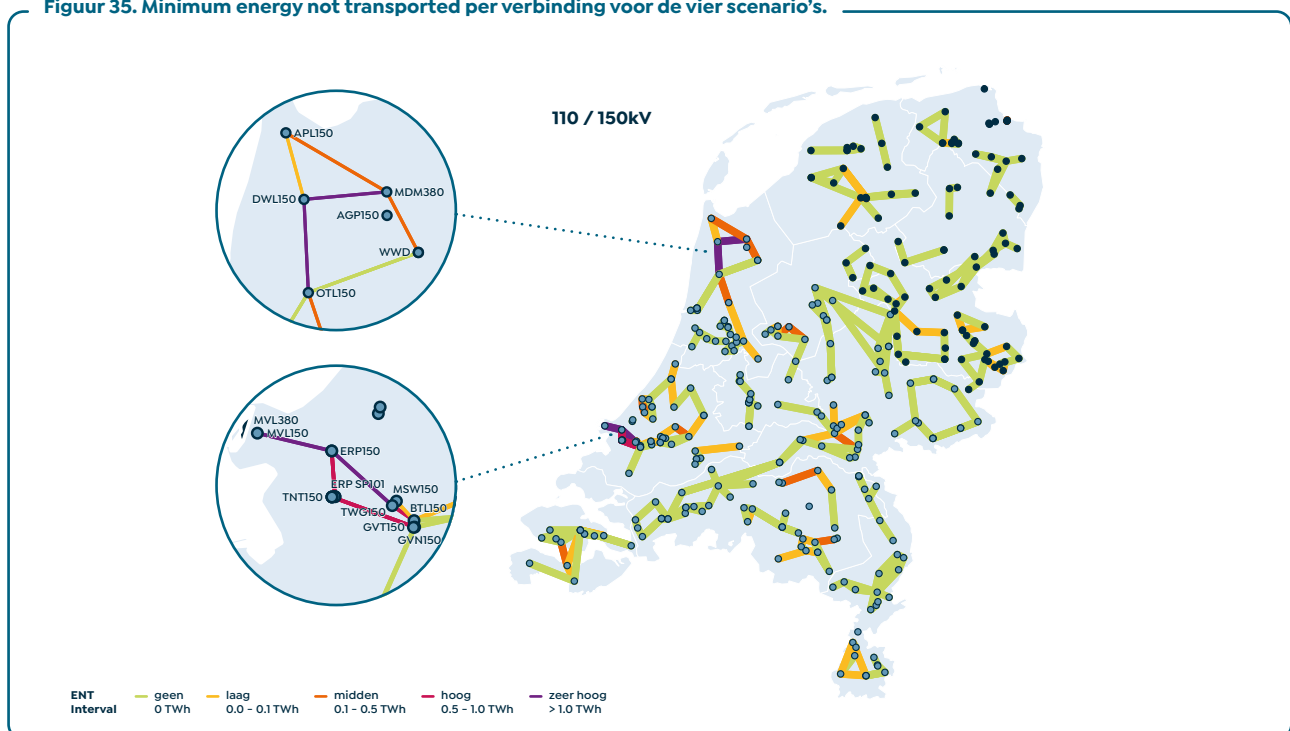 Figuur 35. Minimum energy not transported per verbinding voor de vier scenario's.
110 / 150kV
APL150
DWL150
MDM380
AGP150
WWD
OTL150
MVL380
MVL150
ERP150
ERP SP101
MSW150
TNT150
TWG150
BTL150
GVT150
GVN150
ENT geen laag midden hoog zeer hoog
Interval 0 TWh 0.0 - 0.1 TWh 0.1 - 0.5 TWh 0.5 - 1.0 TWh > 1.0 TWh